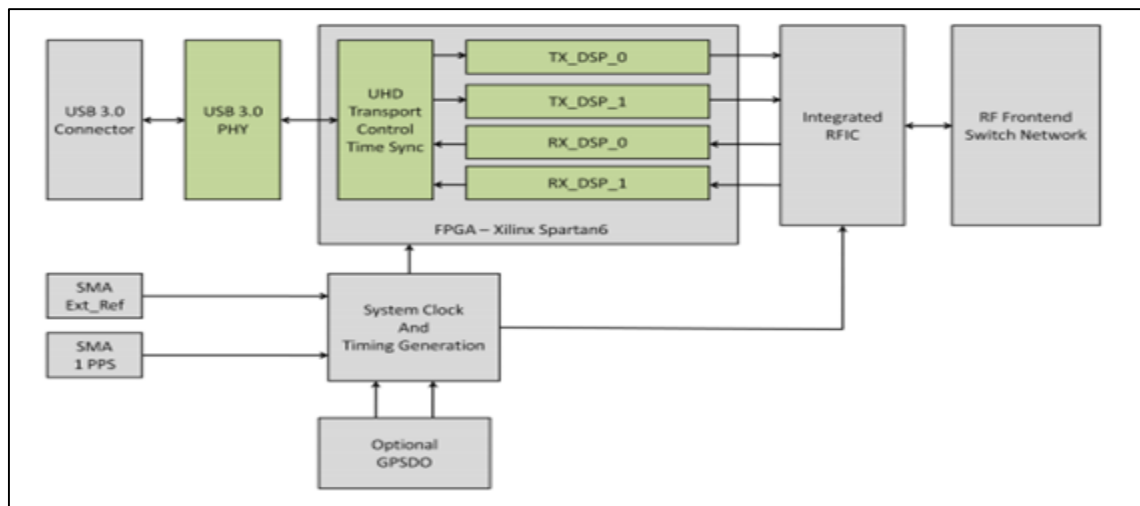 USB 3.0
Connector
USB 3.0
PHY
UHD
Transport
Control
Time Sync
TX_DSP_0
TX_DSP_1
RX_DSP_0
RX_DSP_1
FPGA – Xilinx Spartan6
Integrated
RFIC
RF Frontend
Switch Network
SMA
Ext_Ref
SMA
1 PPS
System Clock
And
Timing Generation
Optional
GPSDO